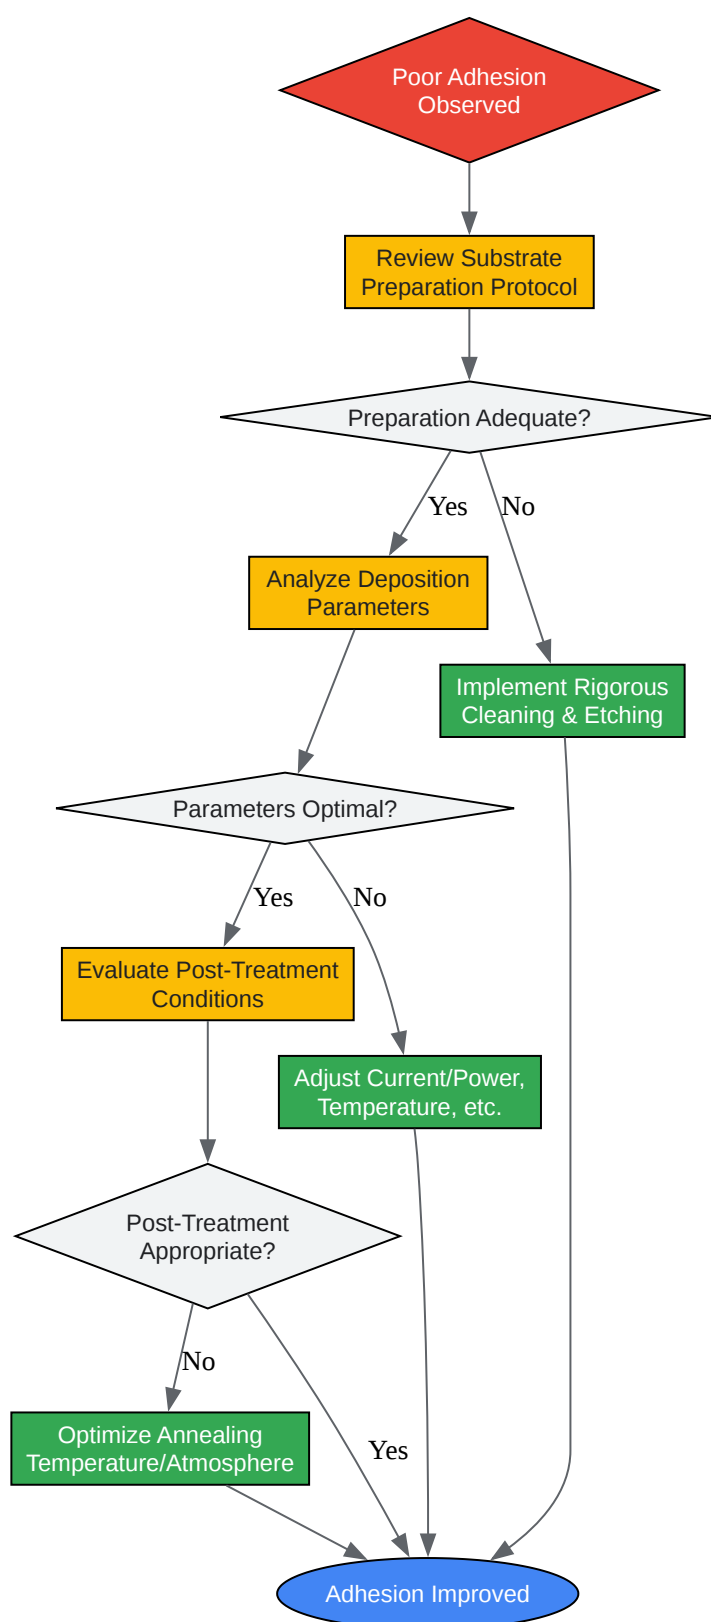 Poor Adhesion
Observed
Review Substrate
Preparation Protocol
Preparation Adequate?
Yes
No
Analyze Deposition
Parameters
Implement Rigorous
Cleaning & Etching
Parameters Optimal?
Yes
No
Evaluate Post-Treatment
Conditions
Adjust Current/Power,
Temperature, etc.
Post-Treatment
Appropriate?
No
Optimize Annealing
Temperature/Atmosphere
Yes
Adhesion Improved